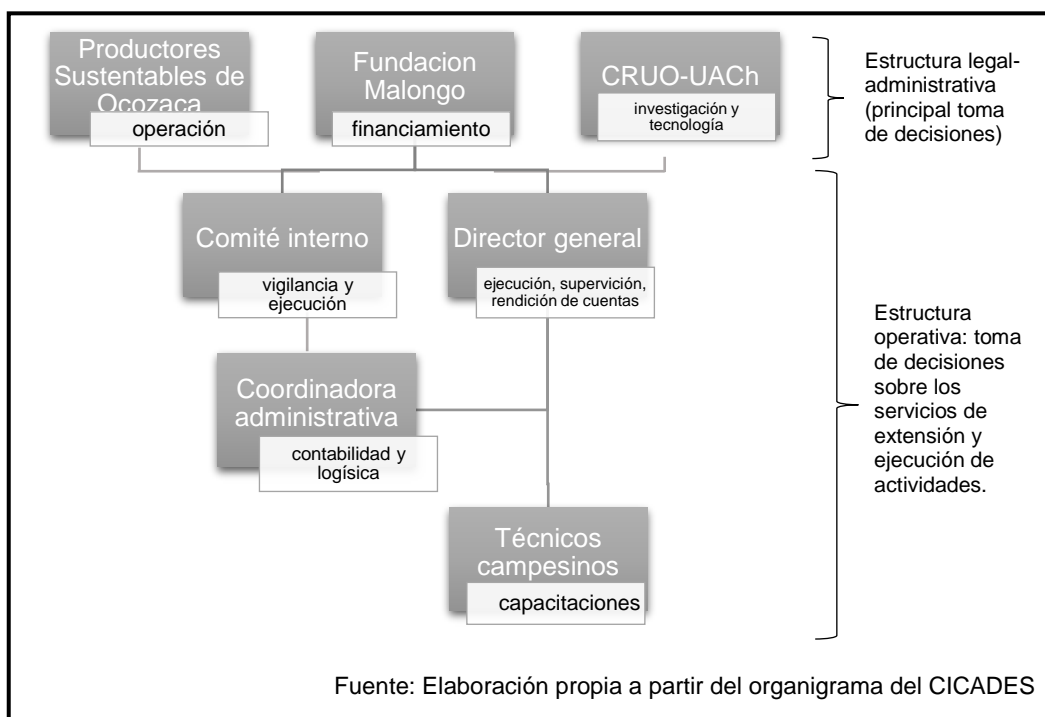 Productores
Sustentables de
Ocozaca
operación
Fundacion
Malongo
financiamiento
CRUO-UACh
investigación y
tecnología
Estructura legal-
administrativa
(principal toma
de decisiones)
Comité interno
vigilancia y
ejecución
Director general
ejecución, supervición,
rendición de cuentas
Coordinadora
administrativa
contabilidad y
logísica
Técnicos
campesinos
capacitaciones
Estructura
operativa: toma
de decisiones
sobre los
servicios de
extensión y
ejecución de
actividades.
Fuente: Elaboración propia a partir del organigrama del CICADES